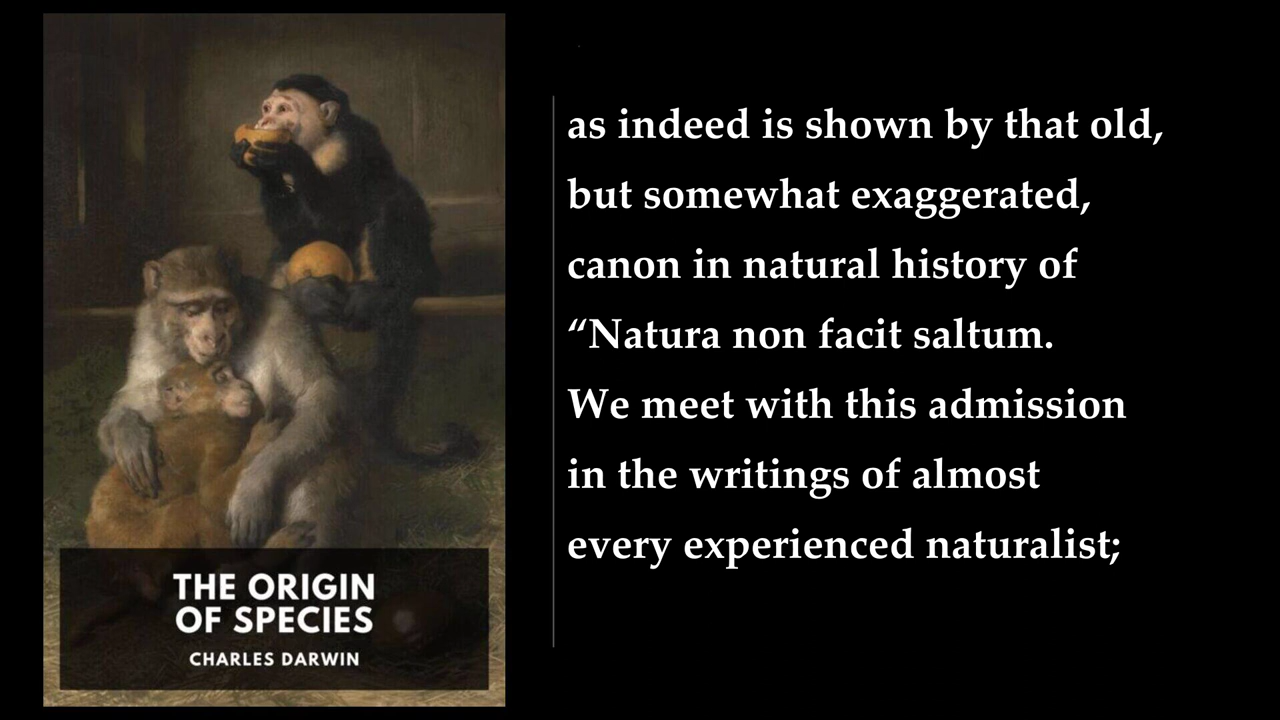 as indeed is shown by that old,
but somewhat exaggerated,
canon in natural history of
“Natura non facit saltum.
We meet with this admission
in the writings of almost
every experienced naturalist;
THE ORIGIN
OF SPECIES
CHARLES DARWIN